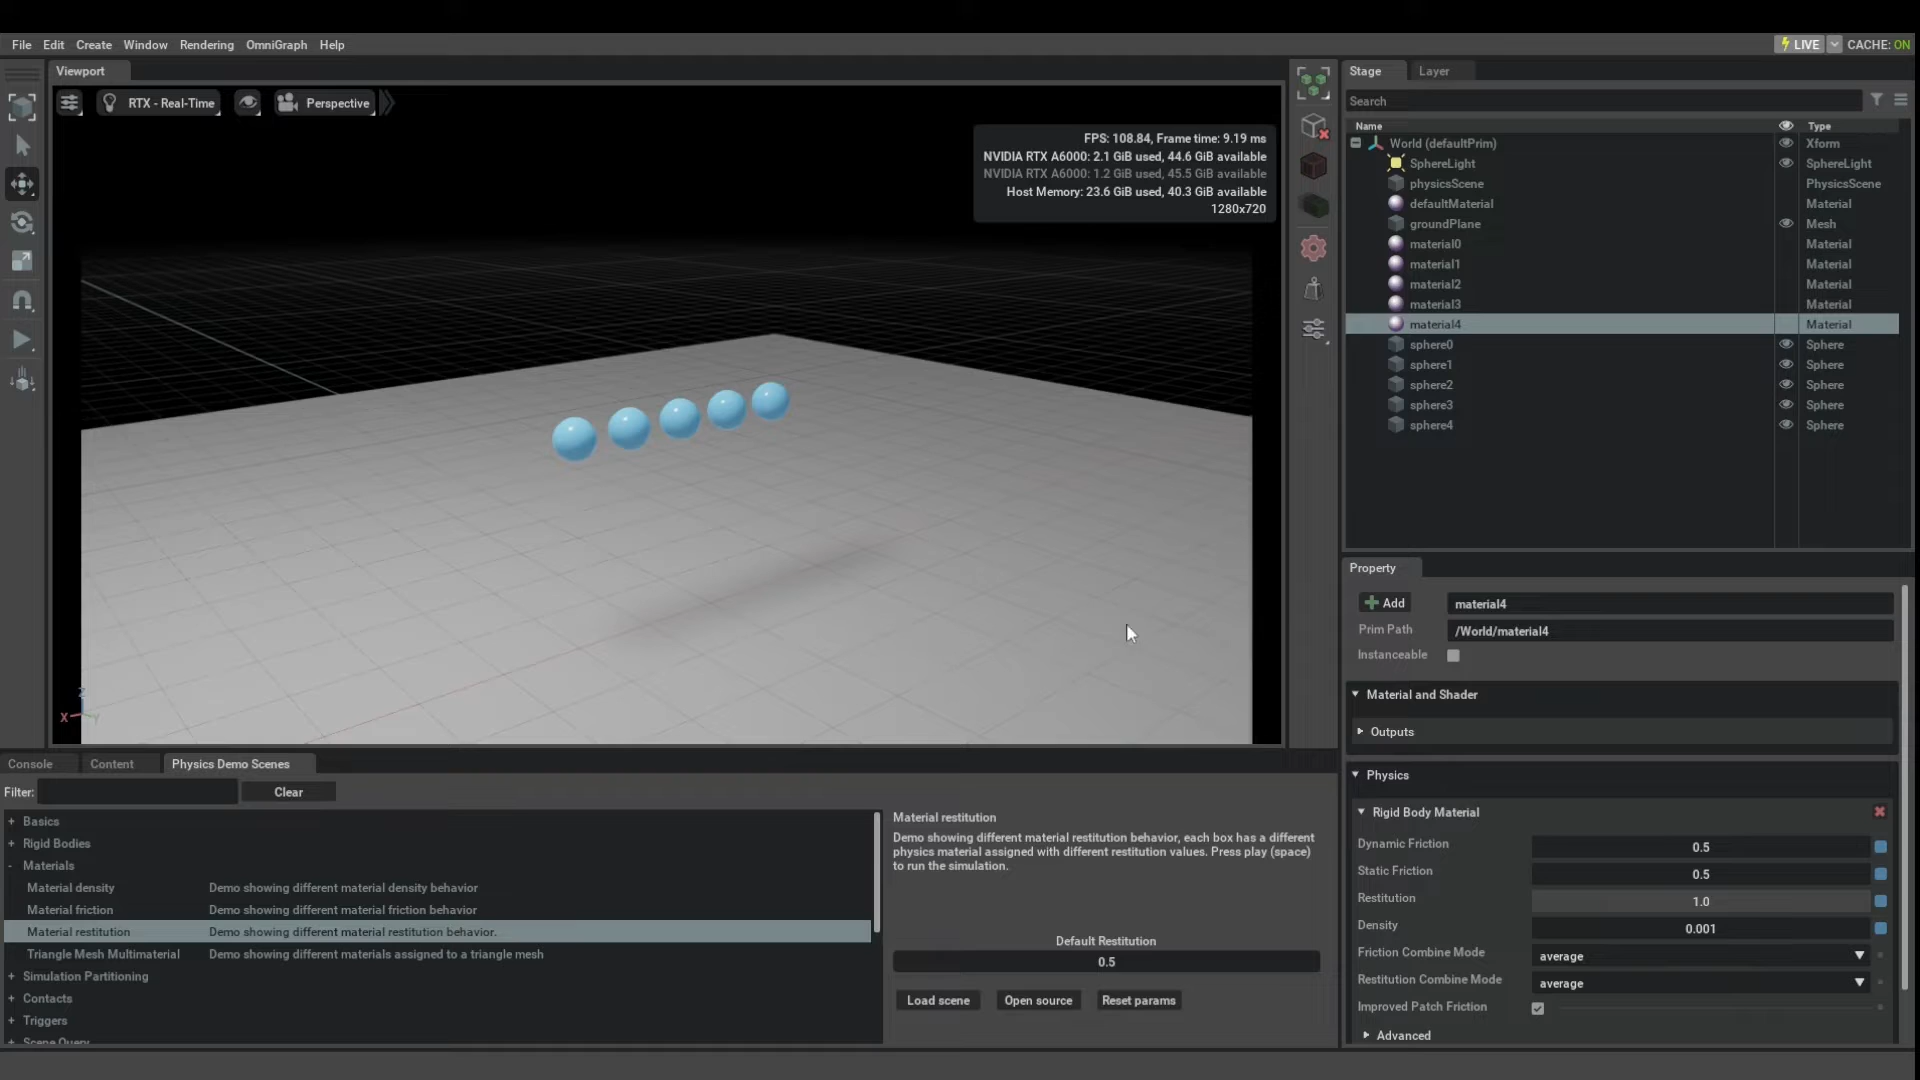 File Edit Create Window Rendering OmniGraph Help
LIVE CACHE: ON
Viewport
RTX - Real-Time Perspective
FPS: 108.84, Frame time: 9.19 ms
NVIDIA RTX A6000: 2.1 GiB used, 44.6 GiB available
NVIDIA RTX A6000: 1.2 GiB used, 45.5 GiB available
Host Memory: 23.6 GiB used, 40.3 GiB available
1280x720
Z
X Y
Stage Layer
Search
Name Type
World (defaultPrim) Xform
SphereLight SphereLight
physicsScene PhysicsScene
defaultMaterial Material
groundPlane Mesh
material0 Material
material1 Material
material2 Material
material3 Material
material4 Material
sphere0 Sphere
sphere1 Sphere
sphere2 Sphere
sphere3 Sphere
sphere4 Sphere
Property
Add material4
Prim Path /World/material4
Instanceable
Material and Shader
Outputs
Physics
Rigid Body Material
Dynamic Friction 0.5
Static Friction 0.5
Restitution 1.0
Density 0.001
Friction Combine Mode average
Restitution Combine Mode average
Improved Patch Friction
Advanced
Console Content Physics Demo Scenes
Filter: Clear
+ Basics
+ Rigid Bodies
- Materials
Material density Demo showing different material density behavior
Material friction Demo showing different material friction behavior
Material restitution Demo showing different material restitution behavior.
Triangle Mesh Multimaterial Demo showing different materials assigned to a triangle mesh
+ Simulation Partitioning
+ Contacts
+ Triggers
+ Scene Query
Material restitution
Demo showing different material restitution behavior, each box has a different
physics material assigned with different restitution values. Press play (space)
to run the simulation.
Default Restitution
0.5
Load scene Open source Reset params